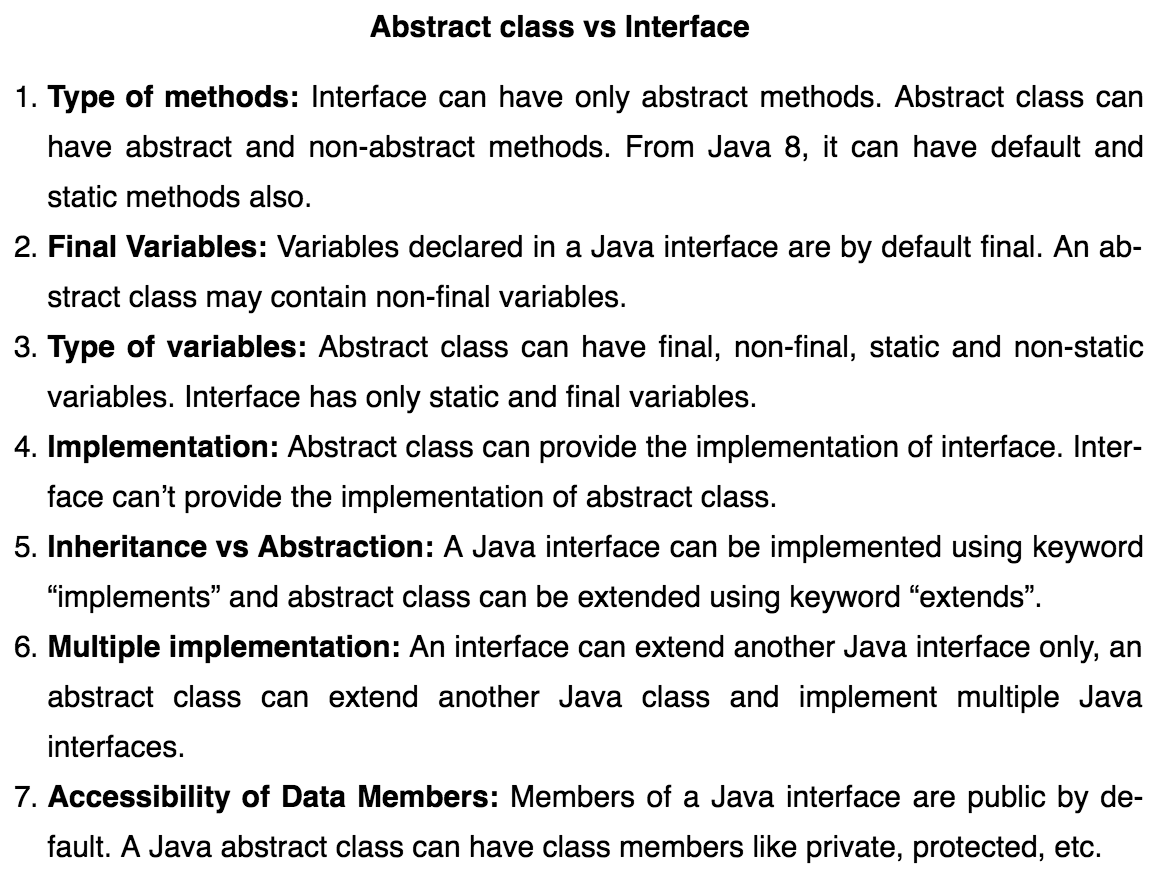 Abstract class vs Interface
1. Type of methods: Interface can have only abstract methods. Abstract class can
have abstract and non-abstract methods. From Java 8, it can have default and
static methods also.
2. Final Variables: Variables declared in a Java interface are by default final. An ab-
stract class may contain non-final variables.
3. Type of variables: Abstract class can have final, non-final, static and non-static
variables. Interface has only static and final variables.
4. Implementation: Abstract class can provide the implementation of interface. Inter-
face can’t provide the implementation of abstract class.
5. Inheritance vs Abstraction: A Java interface can be implemented using keyword
“implements” and abstract class can be extended using keyword “extends”.
6. Multiple implementation: An interface can extend another Java interface only, an
abstract class can extend another Java class and implement multiple Java
interfaces.
7. Accessibility of Data Members: Members of a Java interface are public by de-
fault. A Java abstract class can have class members like private, protected, etc.